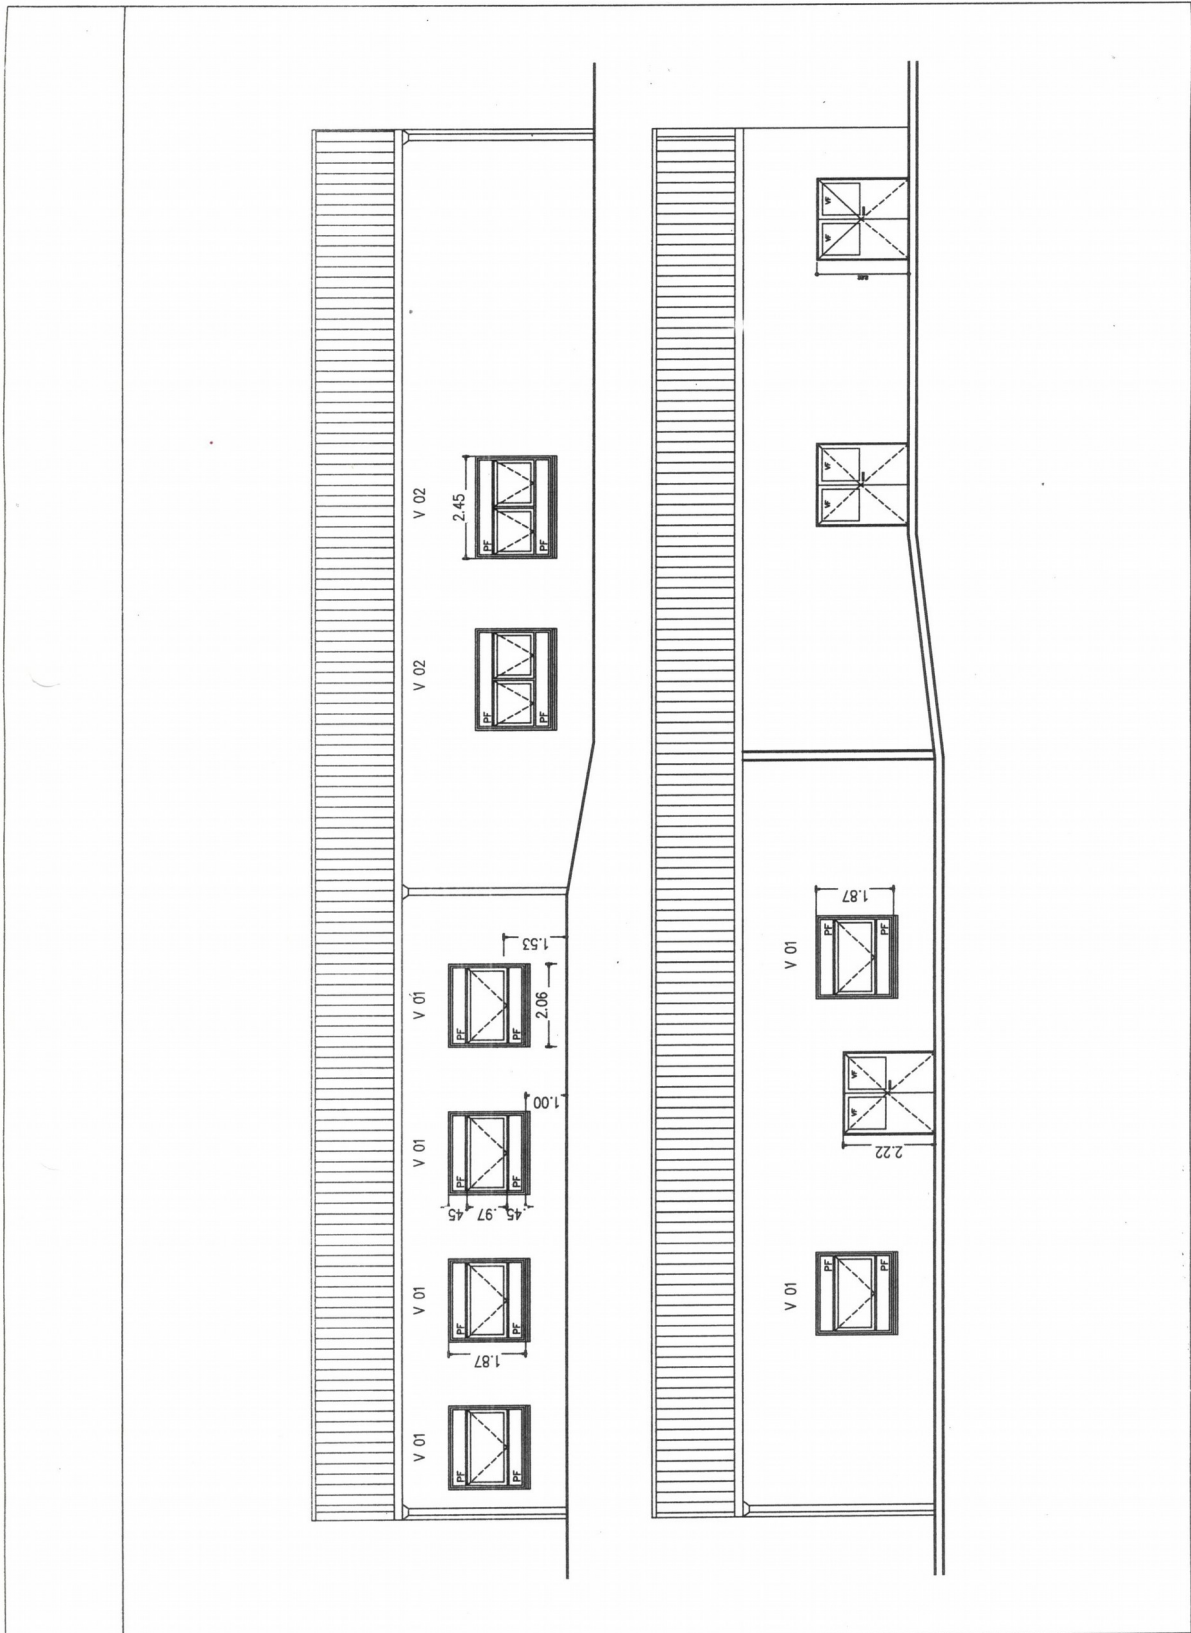 V 01 V 01 V 01 V 01 V 02 V 02
2.45
PF PF PF PF PF PF
1.87
.45
.97
.45
PF PF PF PF PF PF
1.00
1.53
2.06
V 01 V 01
PF PF
VF VF VF VF
VF VF
1.87
PF PF
2.22